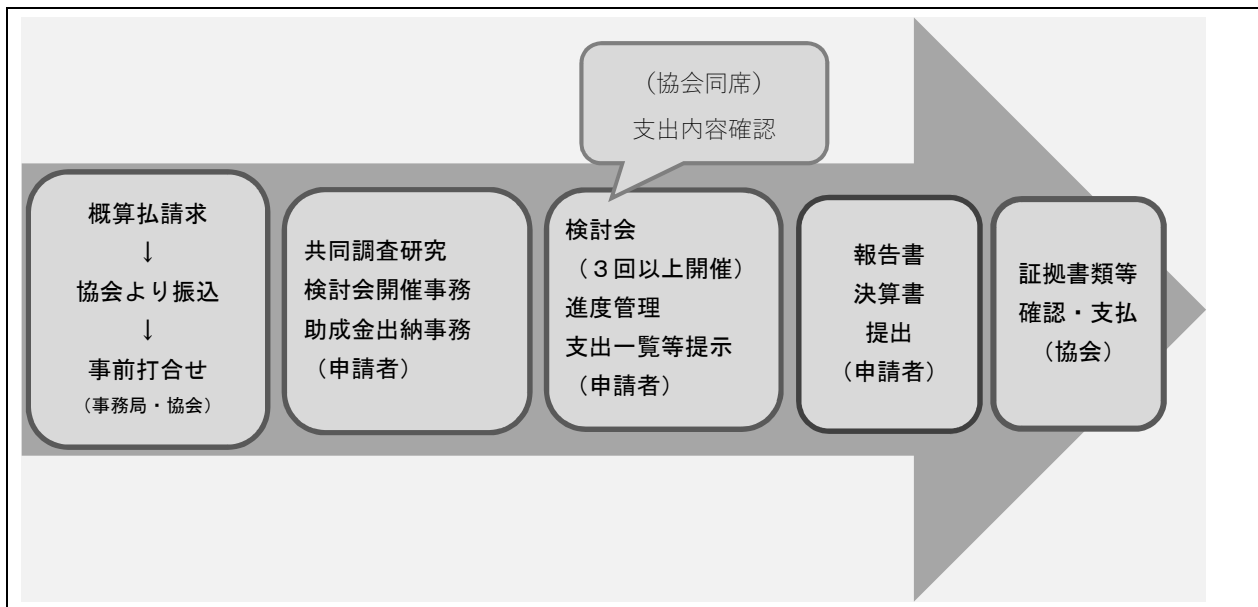 （協会同席）
支出内容確認
概算払請求
↓
協会より振込
↓
事前打合せ
（事務局・協会）
共同調査研究
検討会開催事務
助成金出納事務
（申請者）
検討会
（３回以上開催）
進度管理
支出一覧等提示
（申請者）
報告書
決算書
提出
（申請者）
証拠書類等
確認・支払
（協会）